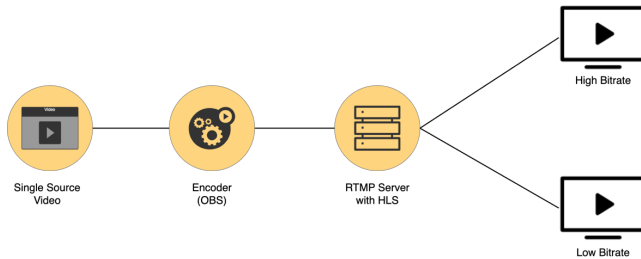 Video
Single Source
Video
Encoder
(OBS)
RTMP Server
with HLS
High Bitrate
Low Bitrate